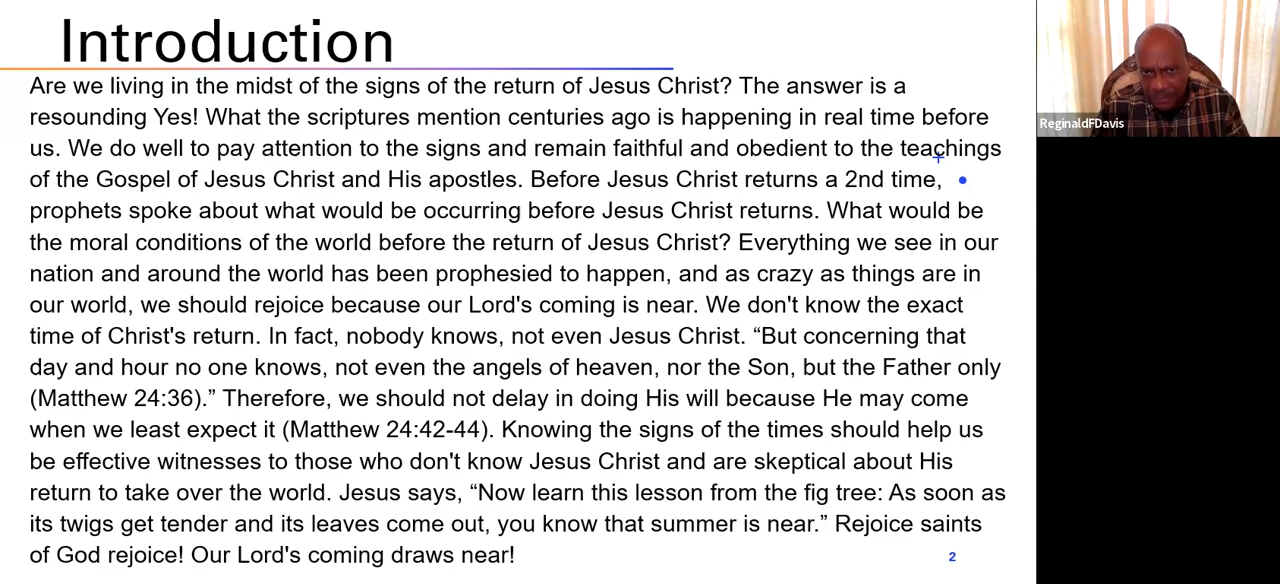 Introduction
Are we living in the midst of the signs of the return of Jesus Christ? The answer is a
resounding Yes! What the scriptures mention centuries ago is happening in real time before
us. We do well to pay attention to the signs and remain faithful and obedient to the teachings
of the Gospel of Jesus Christ and His apostles. Before Jesus Christ returns a 2nd time,
prophets spoke about what would be occurring before Jesus Christ returns. What would be
the moral conditions of the world before the return of Jesus Christ? Everything we see in our
nation and around the world has been prophesied to happen, and as crazy as things are in
our world, we should rejoice because our Lord's coming is near. We don't know the exact
time of Christ's return. In fact, nobody knows, not even Jesus Christ. “But concerning that
day and hour no one knows, not even the angels of heaven, nor the Son, but the Father only
(Matthew 24:36).” Therefore, we should not delay in doing His will because He may come
when we least expect it (Matthew 24:42-44). Knowing the signs of the times should help us
be effective witnesses to those who don't know Jesus Christ and are skeptical about His
return to take over the world. Jesus says, “Now learn this lesson from the fig tree: As soon as
its twigs get tender and its leaves come out, you know that summer is near.” Rejoice saints
of God rejoice! Our Lord's coming draws near!
2
ReginaldFDavis